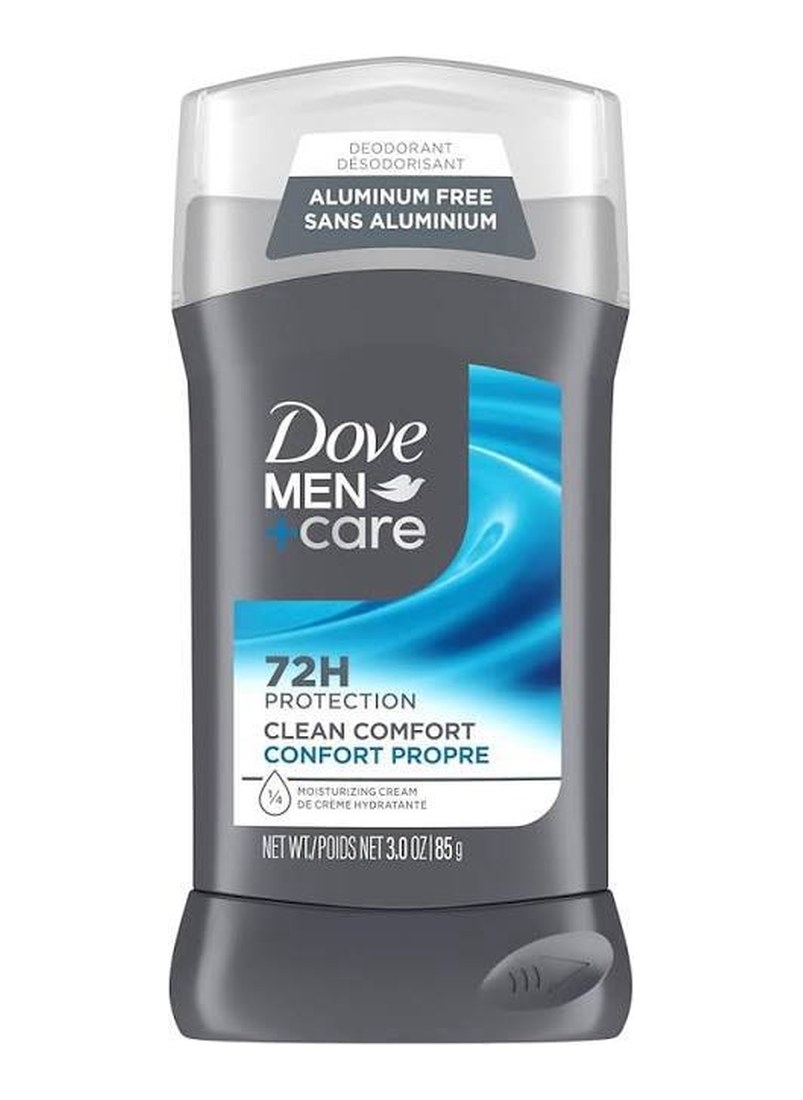 DEODORANT
DÉSODORISANT
ALUMINUM FREE
SANS ALUMINIUM
Dove
MEN
+care
72H
PROTECTION
CLEAN COMFORT
CONFORT PROPRE
1/4
MOISTURIZING CREAM
DE CRÈME HYDRATANTE
NET WT./POIDS NET 3.0 OZ | 85 g